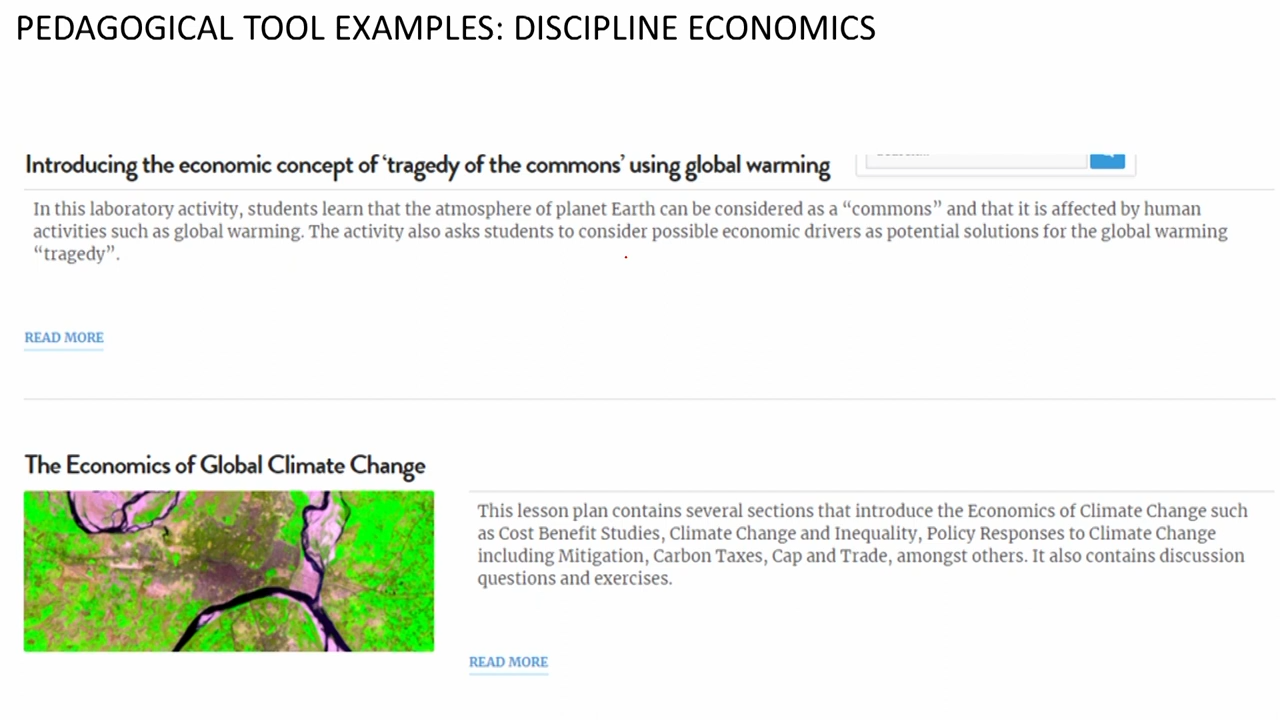 PEDAGOGICAL TOOL EXAMPLES: DISCIPLINE ECONOMICS
Introducing the economic concept of ‘tragedy of the commons’ using global warming
In this laboratory activity, students learn that the atmosphere of planet Earth can be considered as a “commons” and that it is affected by human
activities such as global warming. The activity also asks students to consider possible economic drivers as potential solutions for the global warming
“tragedy”.
READ MORE
The Economics of Global Climate Change
This lesson plan contains several sections that introduce the Economics of Climate Change such
as Cost Benefit Studies, Climate Change and Inequality, Policy Responses to Climate Change
including Mitigation, Carbon Taxes, Cap and Trade, amongst others. It also contains discussion
questions and exercises.
READ MORE